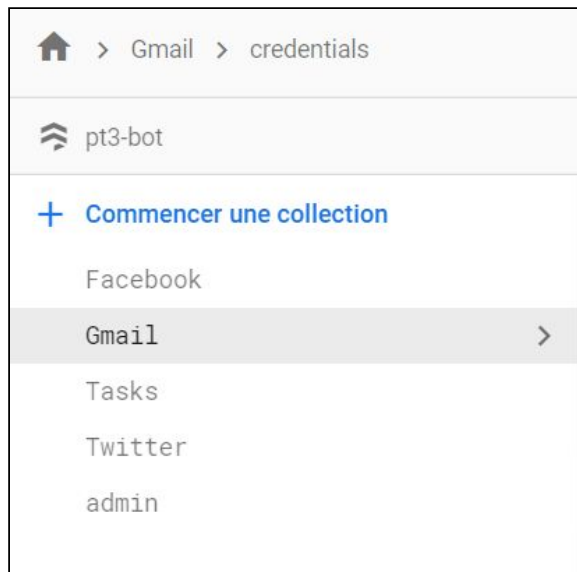 Gmail > credentials
pt3-bot
+ Commencer une collection
Facebook
Gmail
Tasks
Twitter
admin